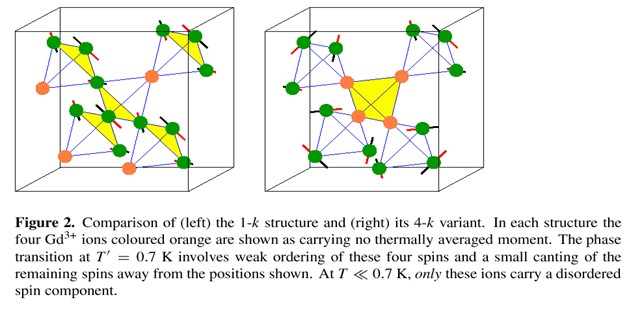 Figure 2. Comparison of (left) the 1-k structure and (right) its 4-k variant. In each structure the
four Gd³⁺ ions coloured orange are shown as carrying no thermally averaged moment. The phase
transition at T′ = 0.7 K involves weak ordering of these four spins and a small canting of the
remaining spins away from the positions shown. At T ≪ 0.7 K, only these ions carry a disordered
spin component.